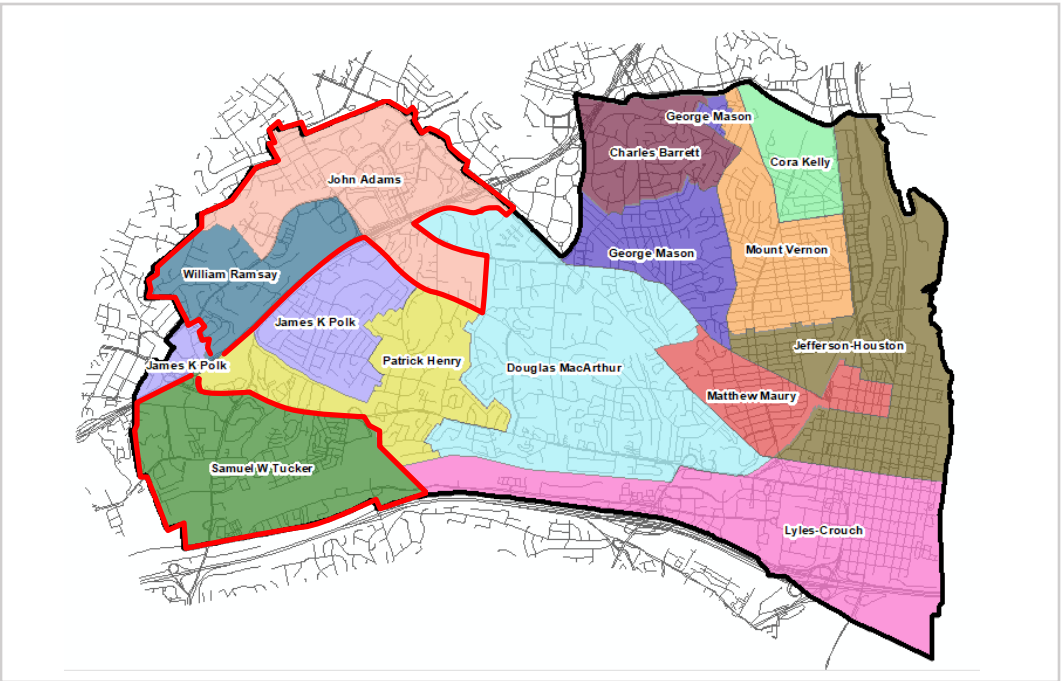 George Mason
Charles Barrett
Cora Kelly
John Adams
George Mason
Mount Vernon
William Ramsay
James K Polk
Jefferson-Houston
Patrick Henry
James K Polk
Douglas MacArthur
Matthew Maury
Samuel W Tucker
Lyles-Crouch